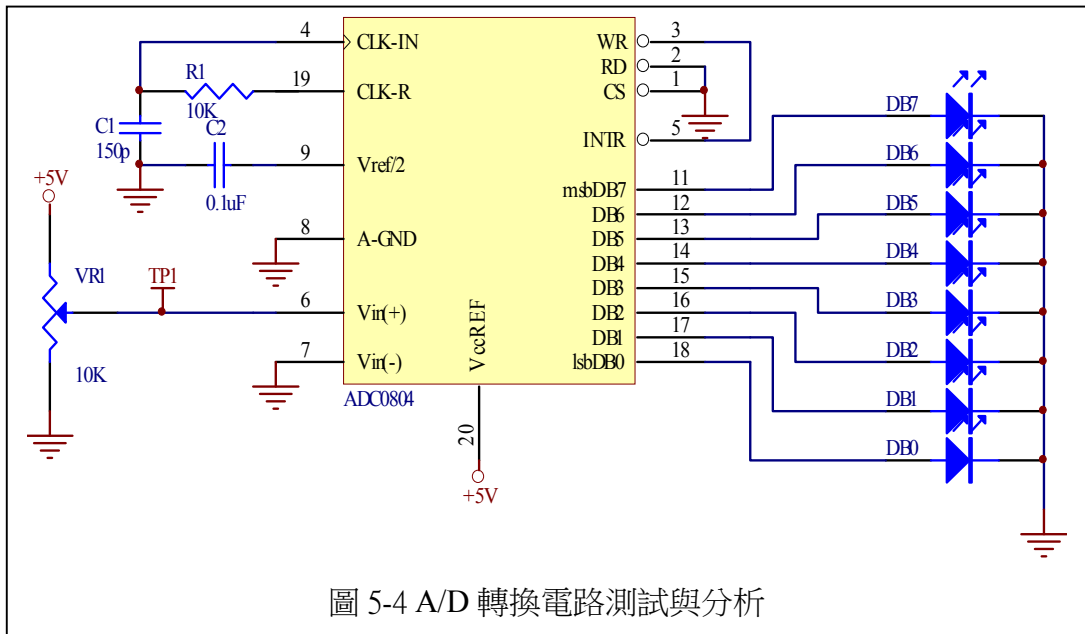 4
CLK-IN
R1
19
CLK-R
10K
C1
150p
C2
9
Vref/2
0.1uF
+5V
8
A-GND
VR1
TP1
6
Vin(+)
10K
7
Vin(-)
VccREF
ADC0804
20
+5V
3
WR
2
RD
1
CS
5
INTR
11
msbDB7
12
DB6
13
DB5
14
DB4
15
DB3
16
DB2
17
DB1
18
lsbDB0
DB7
DB6
DB5
DB4
DB3
DB2
DB1
DB0
圖 5-4 A/D 轉換電路測試與分析